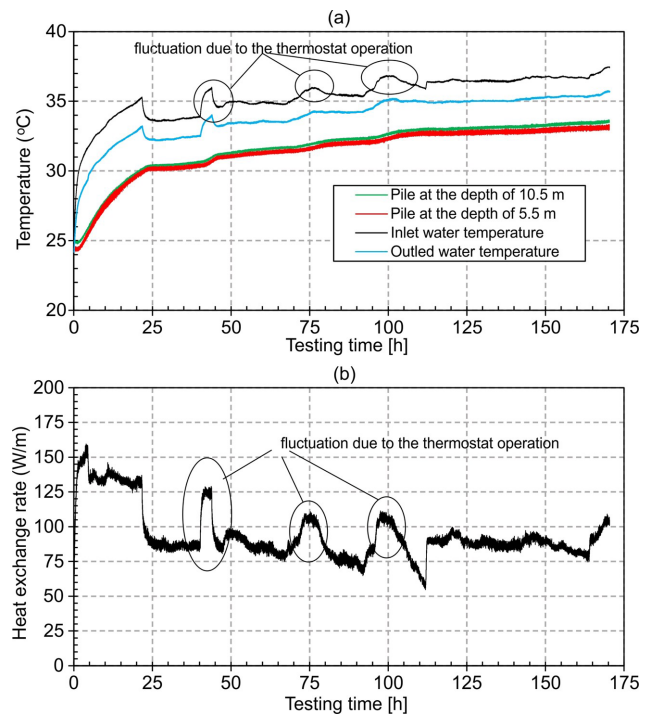 (a)
fluctuation due to the thermostat operation
40
35
30
25
20
Temperature (°C)
Pile at the depth of 10.5 m
Pile at the depth of 5.5 m
Inlet water temperature
Outled water temperature
0 25 50 75 100 125 150 175
Testing time [h]
(b)
fluctuation due to the thermostat operation
200
175
150
125
100
75
50
25
0
Heat exchange rate (W/m)
0 25 50 75 100 125 150 175
Testing time [h]